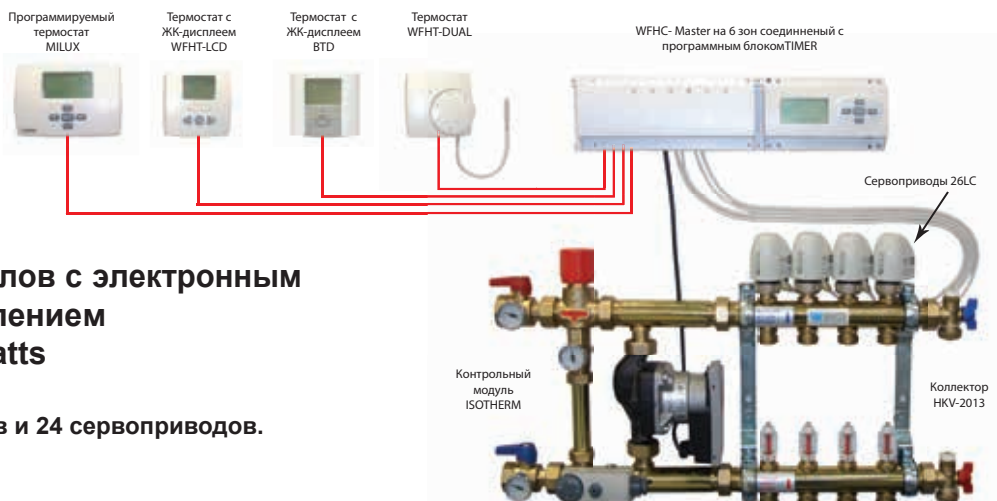 Программируемый
термостат
MILUX
Термостат с
ЖК-дисплеем
WFHT-LCD
Термостат с
ЖК-дисплеем
BTD
Термостат
WFHT-DUAL
WFHC- Master на 6 зон соединненый с
программным блокомTIMER
Сервоприводы 26LC
лов с электронным
лением
atts
в и 24 сервоприводов.
Контрольный
модуль
ISOTHERM
Коллектор
HKV-2013